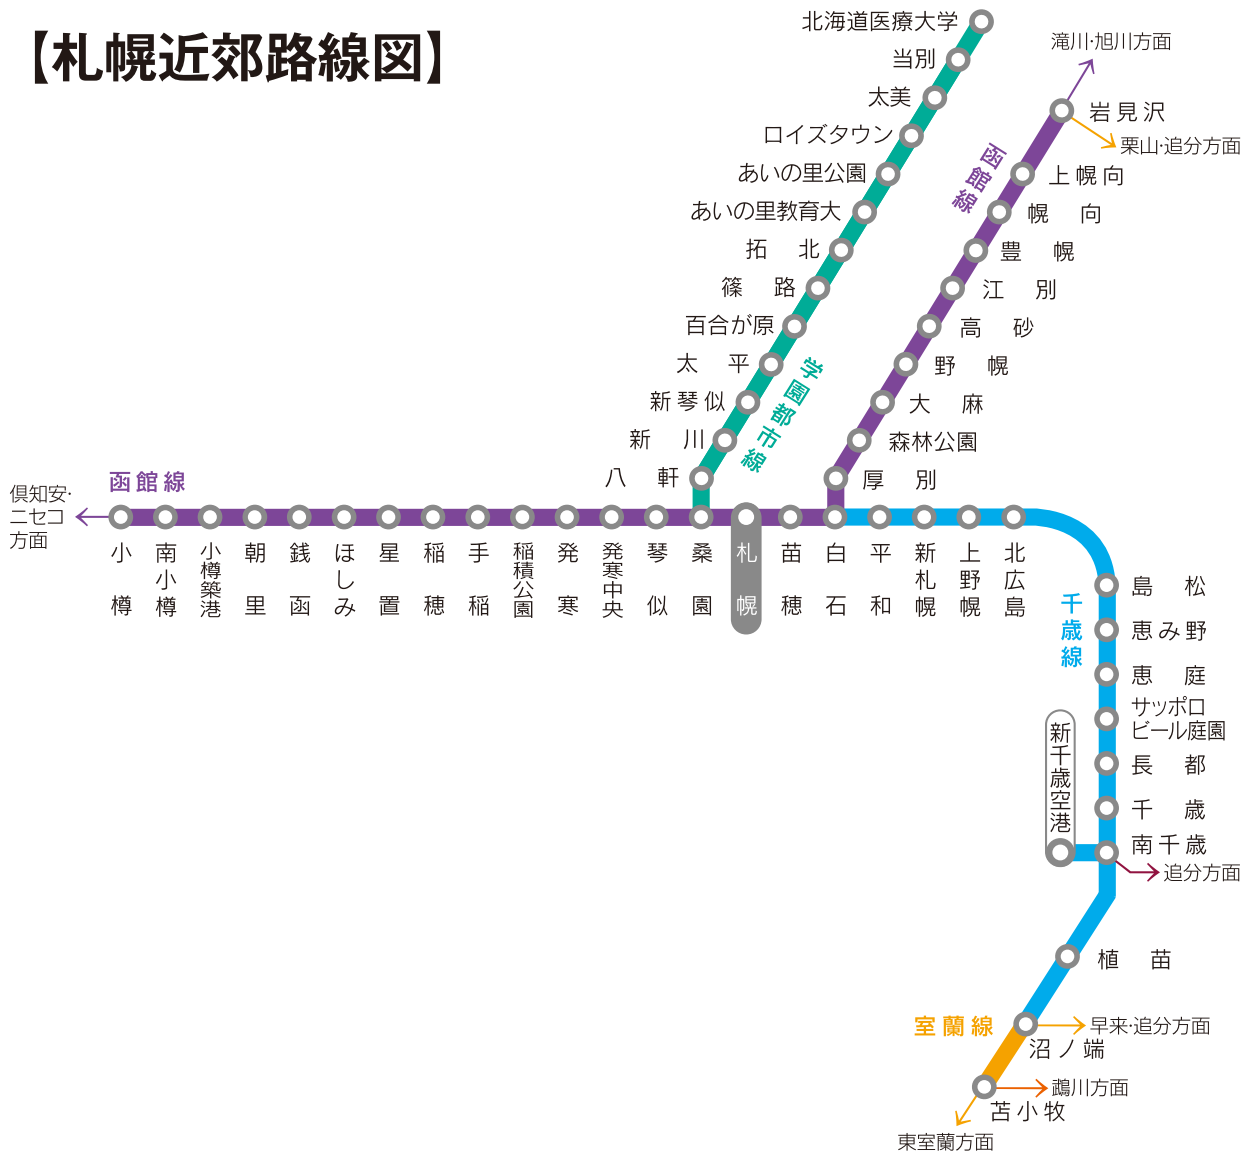 【札幌近郊路線図】
北海道医療大学
当別
太美
ロイズタウン
あいの里公園
あいの里教育大
拓北
篠路
百合が原
太平
新琴似
新川
八軒
学園都市線
滝川・旭川方面
岩見沢
栗山・追分方面
函館線
上幌向
幌向
豊幌
江別
高砂
野幌
大麻
森林公園
厚別
函館線
倶知安・
ニセコ
方面
小樽
南小樽
小樽築港
朝里
銭函
ほしみ
星置
稲穂
手稲
稲積公園
発寒
発寒中央
琴似
桑園
札幌
苗穂
白石
平和
新札幌
上野幌
北広島
千歳線
島松
恵み野
恵庭
サッポロ
ビール庭園
長都
千歳
新千歳空港
南千歳
追分方面
植苗
室蘭線
早来・追分方面
沼ノ端
鵡川方面
苫小牧
東室蘭方面